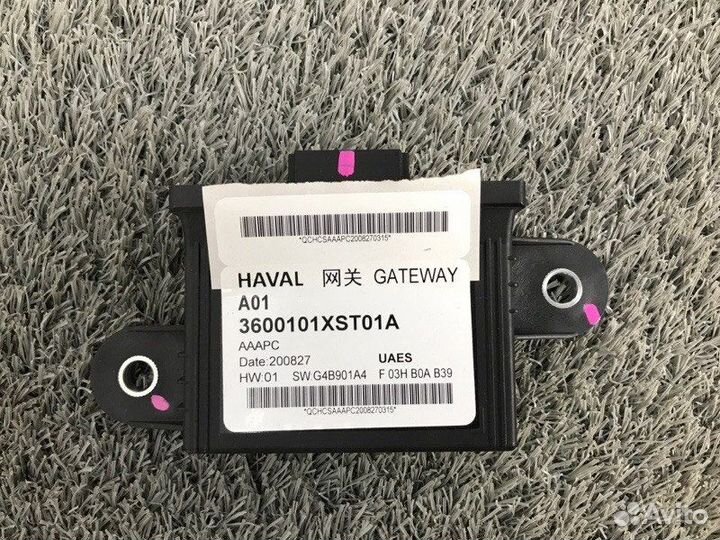 *QCHCSAAAPC2008270315*
HAVAL 网关 GATEWAY
A01
3600101XST01A
AAAPC
Date:200827 UAES
HW:01 SW:G4B901A4 F 03H B0A B39
*QCHCSAAAPC2008270315*
Avito